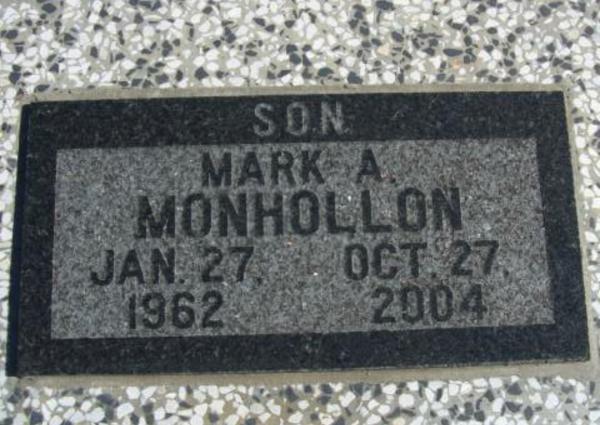 SON
MARK A.
MONHOLLON
JAN. 27, OCT. 27,
1962 2004